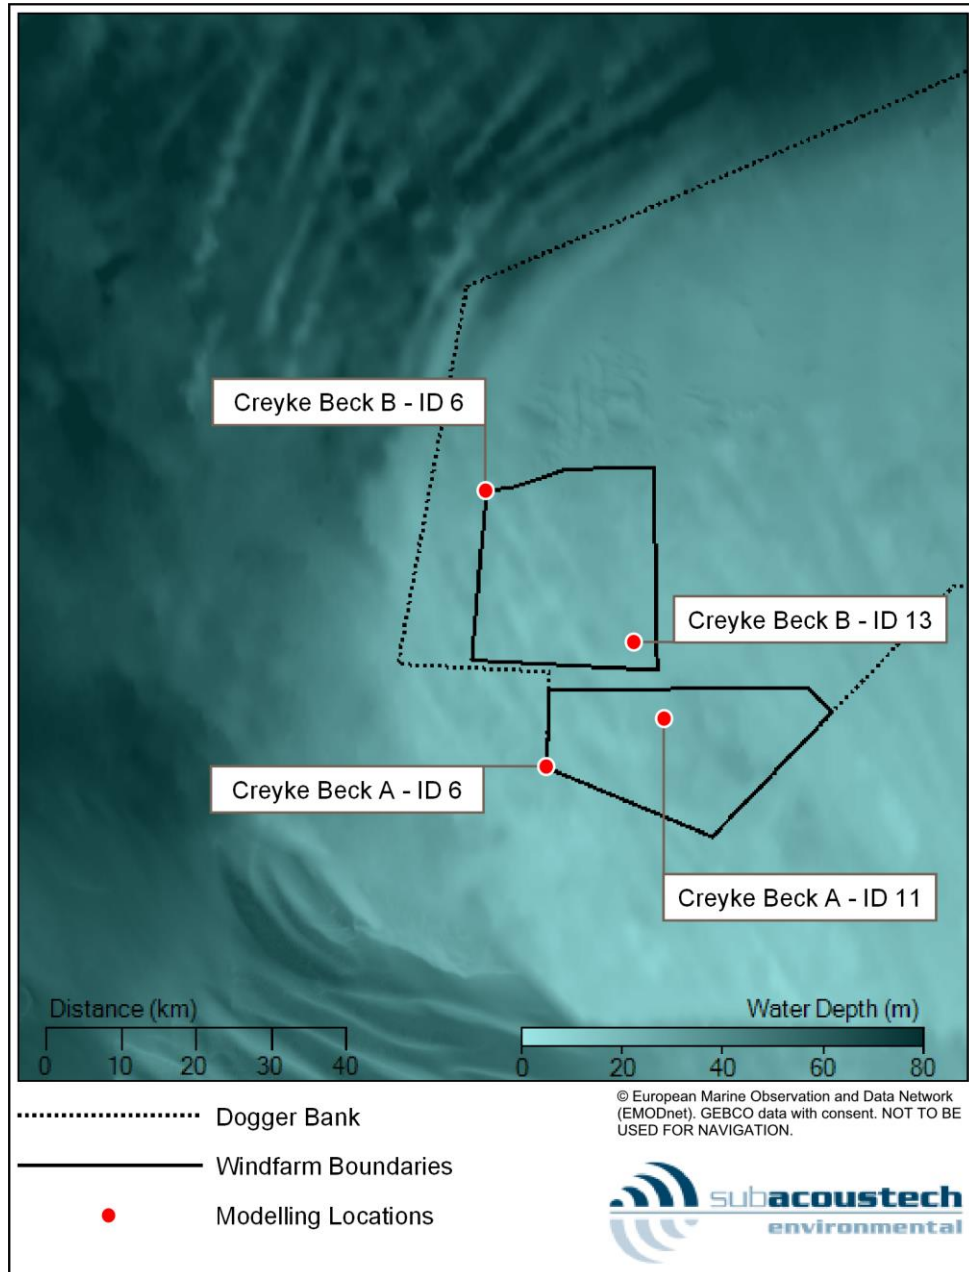 Creyke Beck B - ID 6
Creyke Beck B - ID 13
Creyke Beck A - ID 6
Creyke Beck A - ID 11
Distance (km)
0 10 20 30 40
Water Depth (m)
0 20 40 60 80
Dogger Bank
Windfarm Boundaries
Modelling Locations
© European Marine Observation and Data Network
(EMODnet). GEBCO data with consent. NOT TO BE
USED FOR NAVIGATION.
subacoustech
environmental